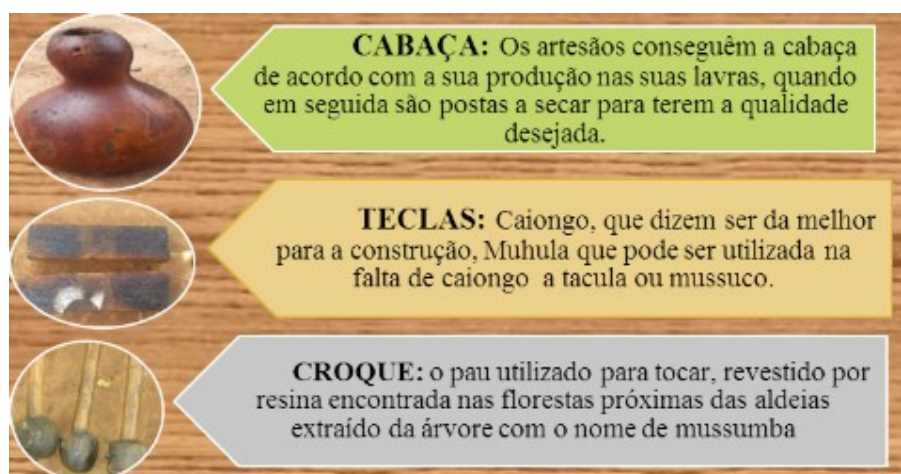 CABAÇA: Os artesãos conseguêm a cabaça
de acordo com a sua produção nas suas lavras, quando
em seguida são postas a secar para terem a qualidade
desejada.
TECLAS: Caiongo, que dizem ser da melhor
para a construção, Muhula que pode ser utilizada na
falta de caiongo a tacula ou mussuco.
CROQUE: o pau utilizado para tocar, revestido por
resina encontrada nas florestas próximas das aldeias
extraído da árvore com o nome de mussumba